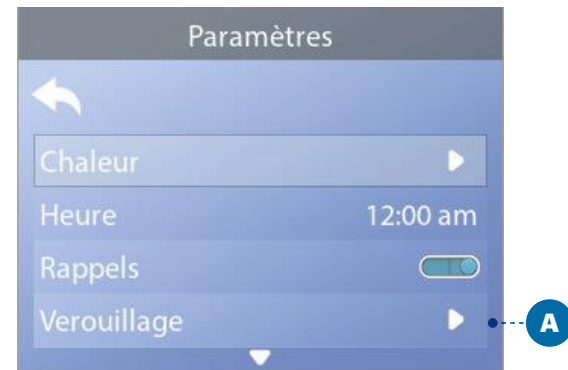 Paramètres
Chaleur
Heure 12:00 am
Rappels
Verouillage
A